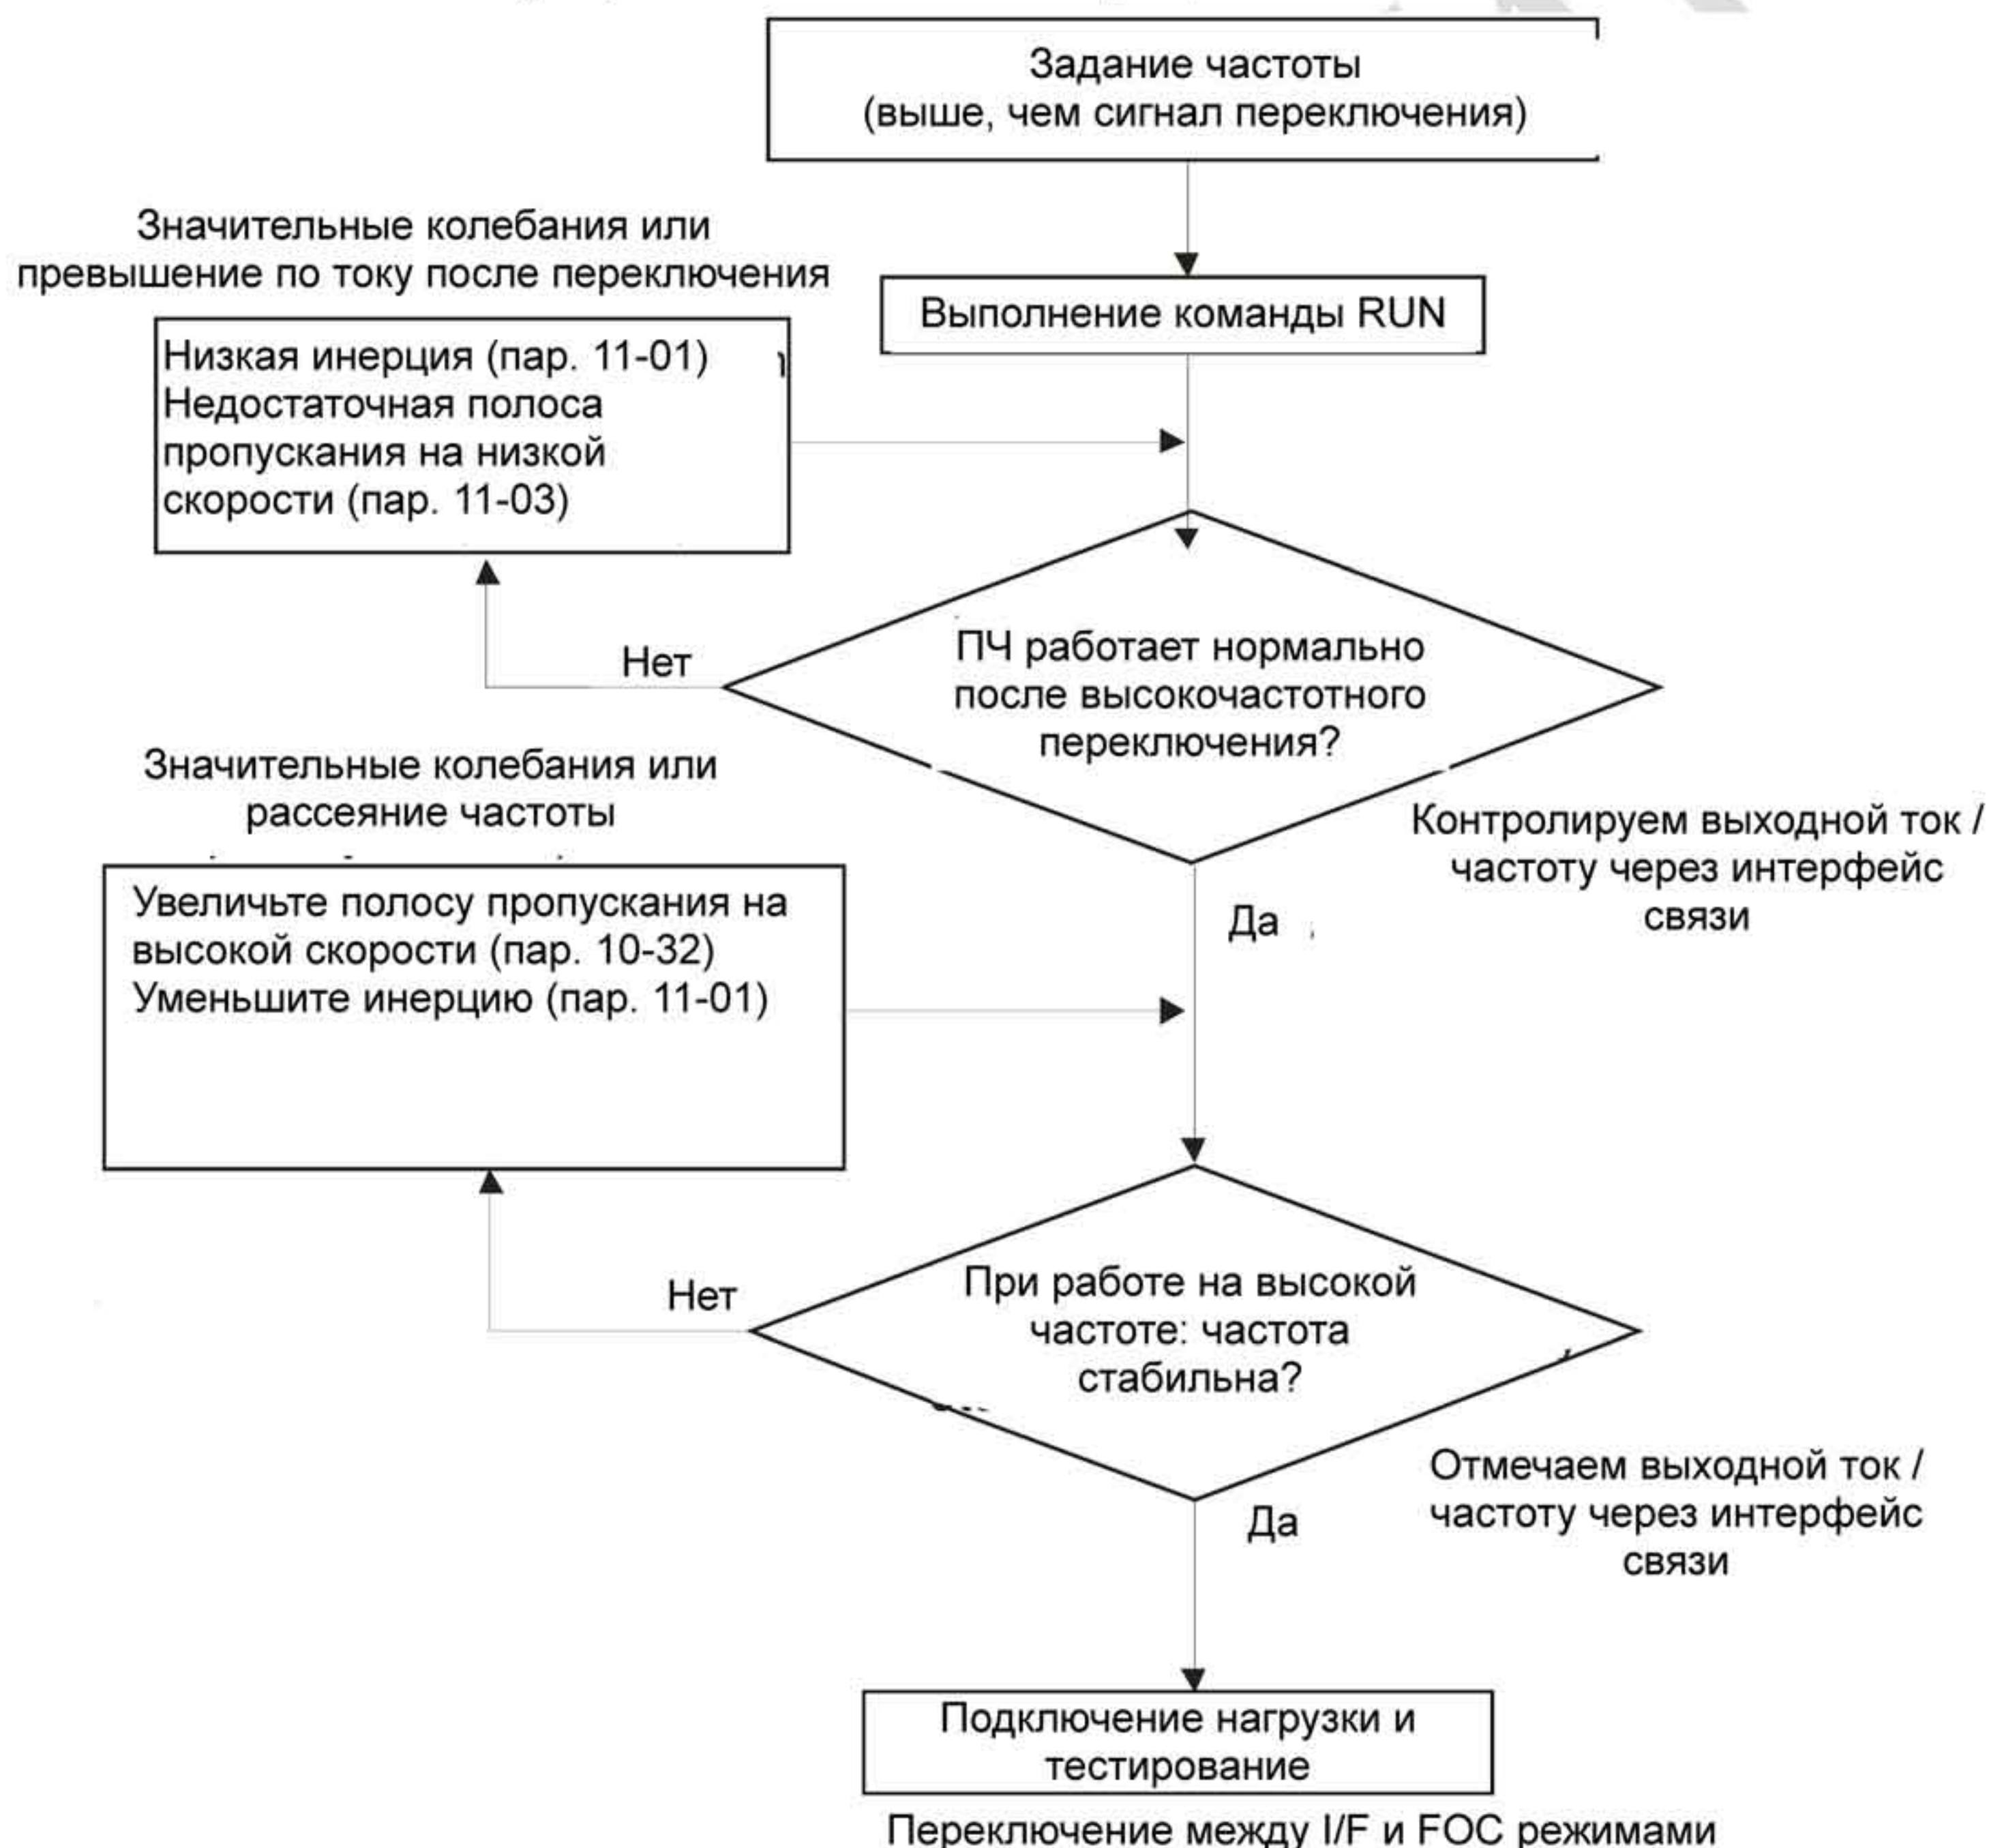 Задание частоты
(выше, чем сигнал переключения)
Значительные колебания или
превышение по току после переключения
Выполнение команды RUN
Низкая инерция (пар. 11-01)
Недостаточная полоса
пропускания на низкой
скорости (пар. 11-03)
ПЧ работает нормально
после высокочастотного
переключения?
Нет
Значительные колебания или
рассеяние частоты
Контролируем выходной ток /
частоту через интерфейс
связи
Да
Увеличьте полосу пропускания на
высокой скорости (пар. 10-32)
Уменьшите инерцию (пар. 11-01)
При работе на высокой
частоте: частота
стабильна?
Нет
Отмечаем выходной ток /
частоту через интерфейс
связи
Да
Подключение нагрузки и
тестирование
Переключение между I/F и FOC режимами